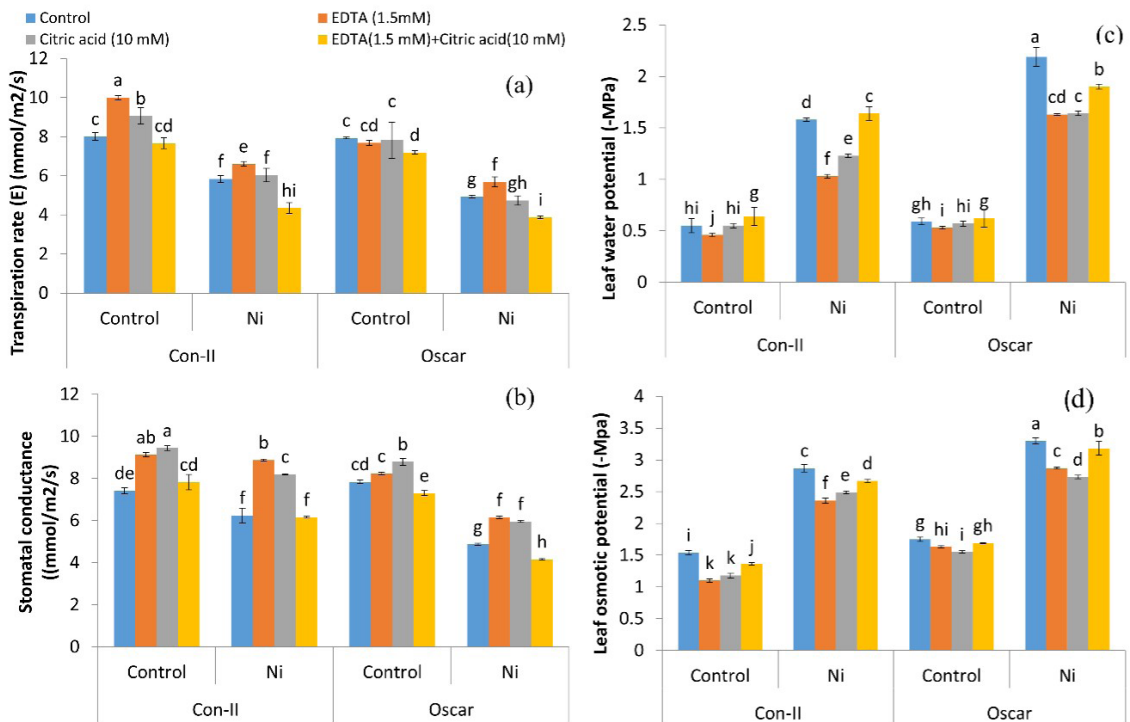 Control
EDTA (1.5mM)
Citric acid (10 mM)
EDTA(1.5 mM)+Citric acid(10 mM)
(a)
Transpiration rate (E) (mmol/m2/s)
12
10
8
6
4
2
0
c a b cd
f e f hi
c cd c d
g f gh i
Control Ni Control Ni
Con-II Oscar
(b)
Stomatal conductance
((mmol/m2/s)
12
10
8
6
4
2
0
de ab a cd
f b c f
cd c b e
g f f h
Control Ni Control Ni
Con-II Oscar
(c)
Leaf water potential (-MPa)
2.5
2
1.5
1
0.5
0
hi j hi g
d f e c
gh i hi g
a cd c b
Control Ni Control Ni
Con-II Oscar
(d)
Leaf osmotic potential (-Mpa)
4
3.5
3
2.5
2
1.5
1
0.5
0
i k k j
c f e d
g hi i gh
a c d b
Control Ni Control Ni
Con-II Oscar